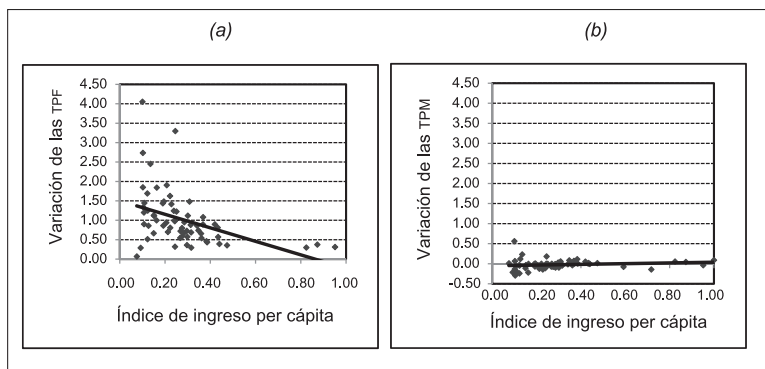 (a)
Variación de las TPF
4.50
4.00
3.50
3.00
2.50
2.00
1.50
1.00
0.50
0.00
0.00 0.20 0.40 0.60 0.80 1.00
Índice de ingreso per cápita
(b)
Variación de las TPM
4.50
4.00
3.50
3.00
2.50
2.00
1.50
1.00
0.50
0.00
-0.50
0.00 0.20 0.40 0.60 0.80 1.00
Índice de ingreso per cápita